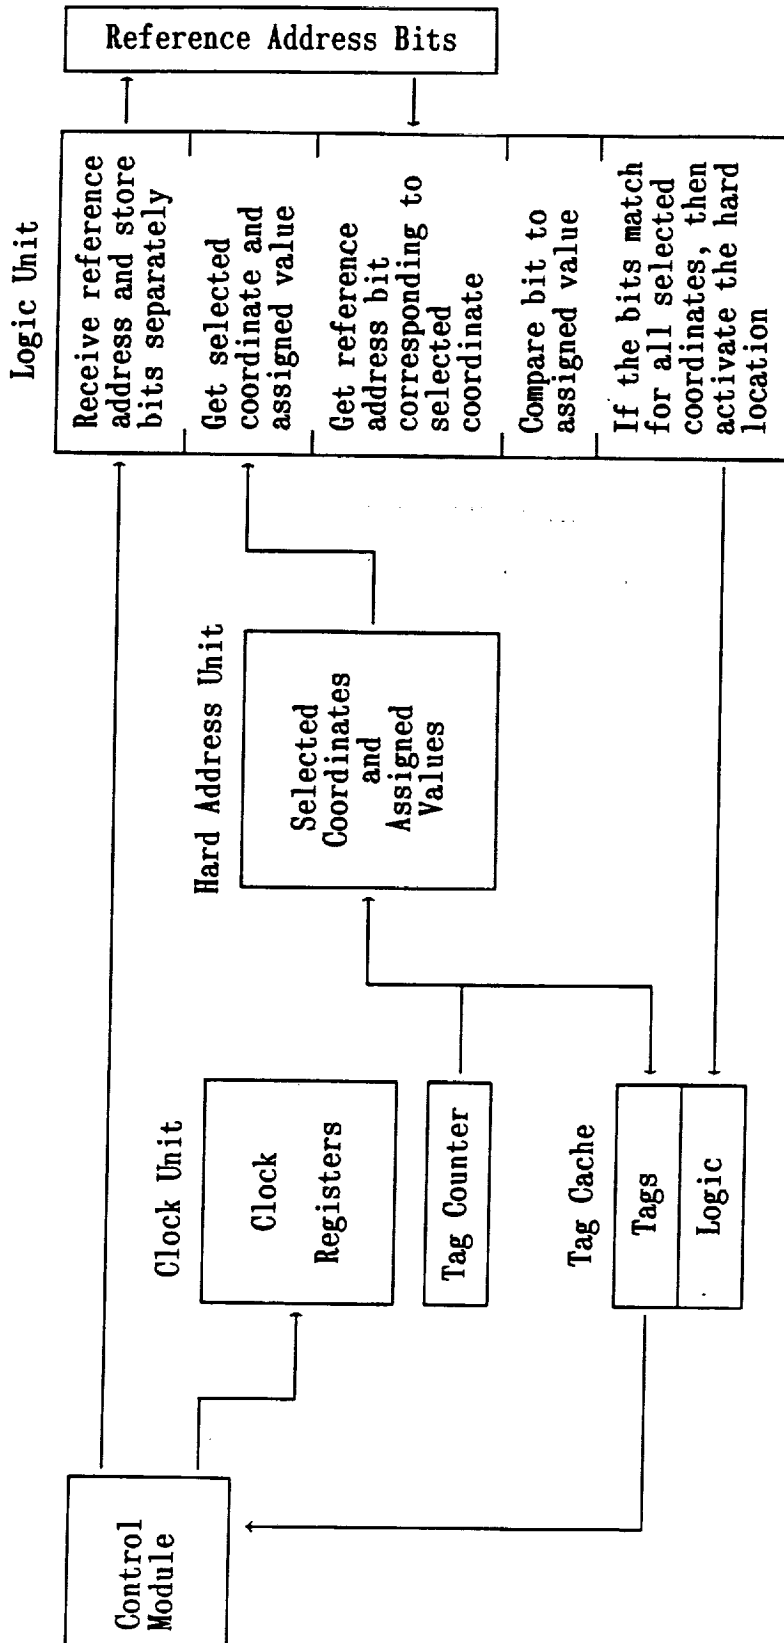 Logic Unit
Receive reference
address and store
bits separately
Get selected
coordinate and
assigned value
Get reference
address bit
corresponding to
selected
coordinate
Compare bit to
assigned value
If the bits match
for all selected
coordinates, then
activate the hard
location
Reference Address Bits
Hard Address Unit
Selected
Coordinates
and
Assigned
Values
Clock Unit
Clock
Registers
Tag Counter
Tag Cache
Tags
Logic
Control
Module